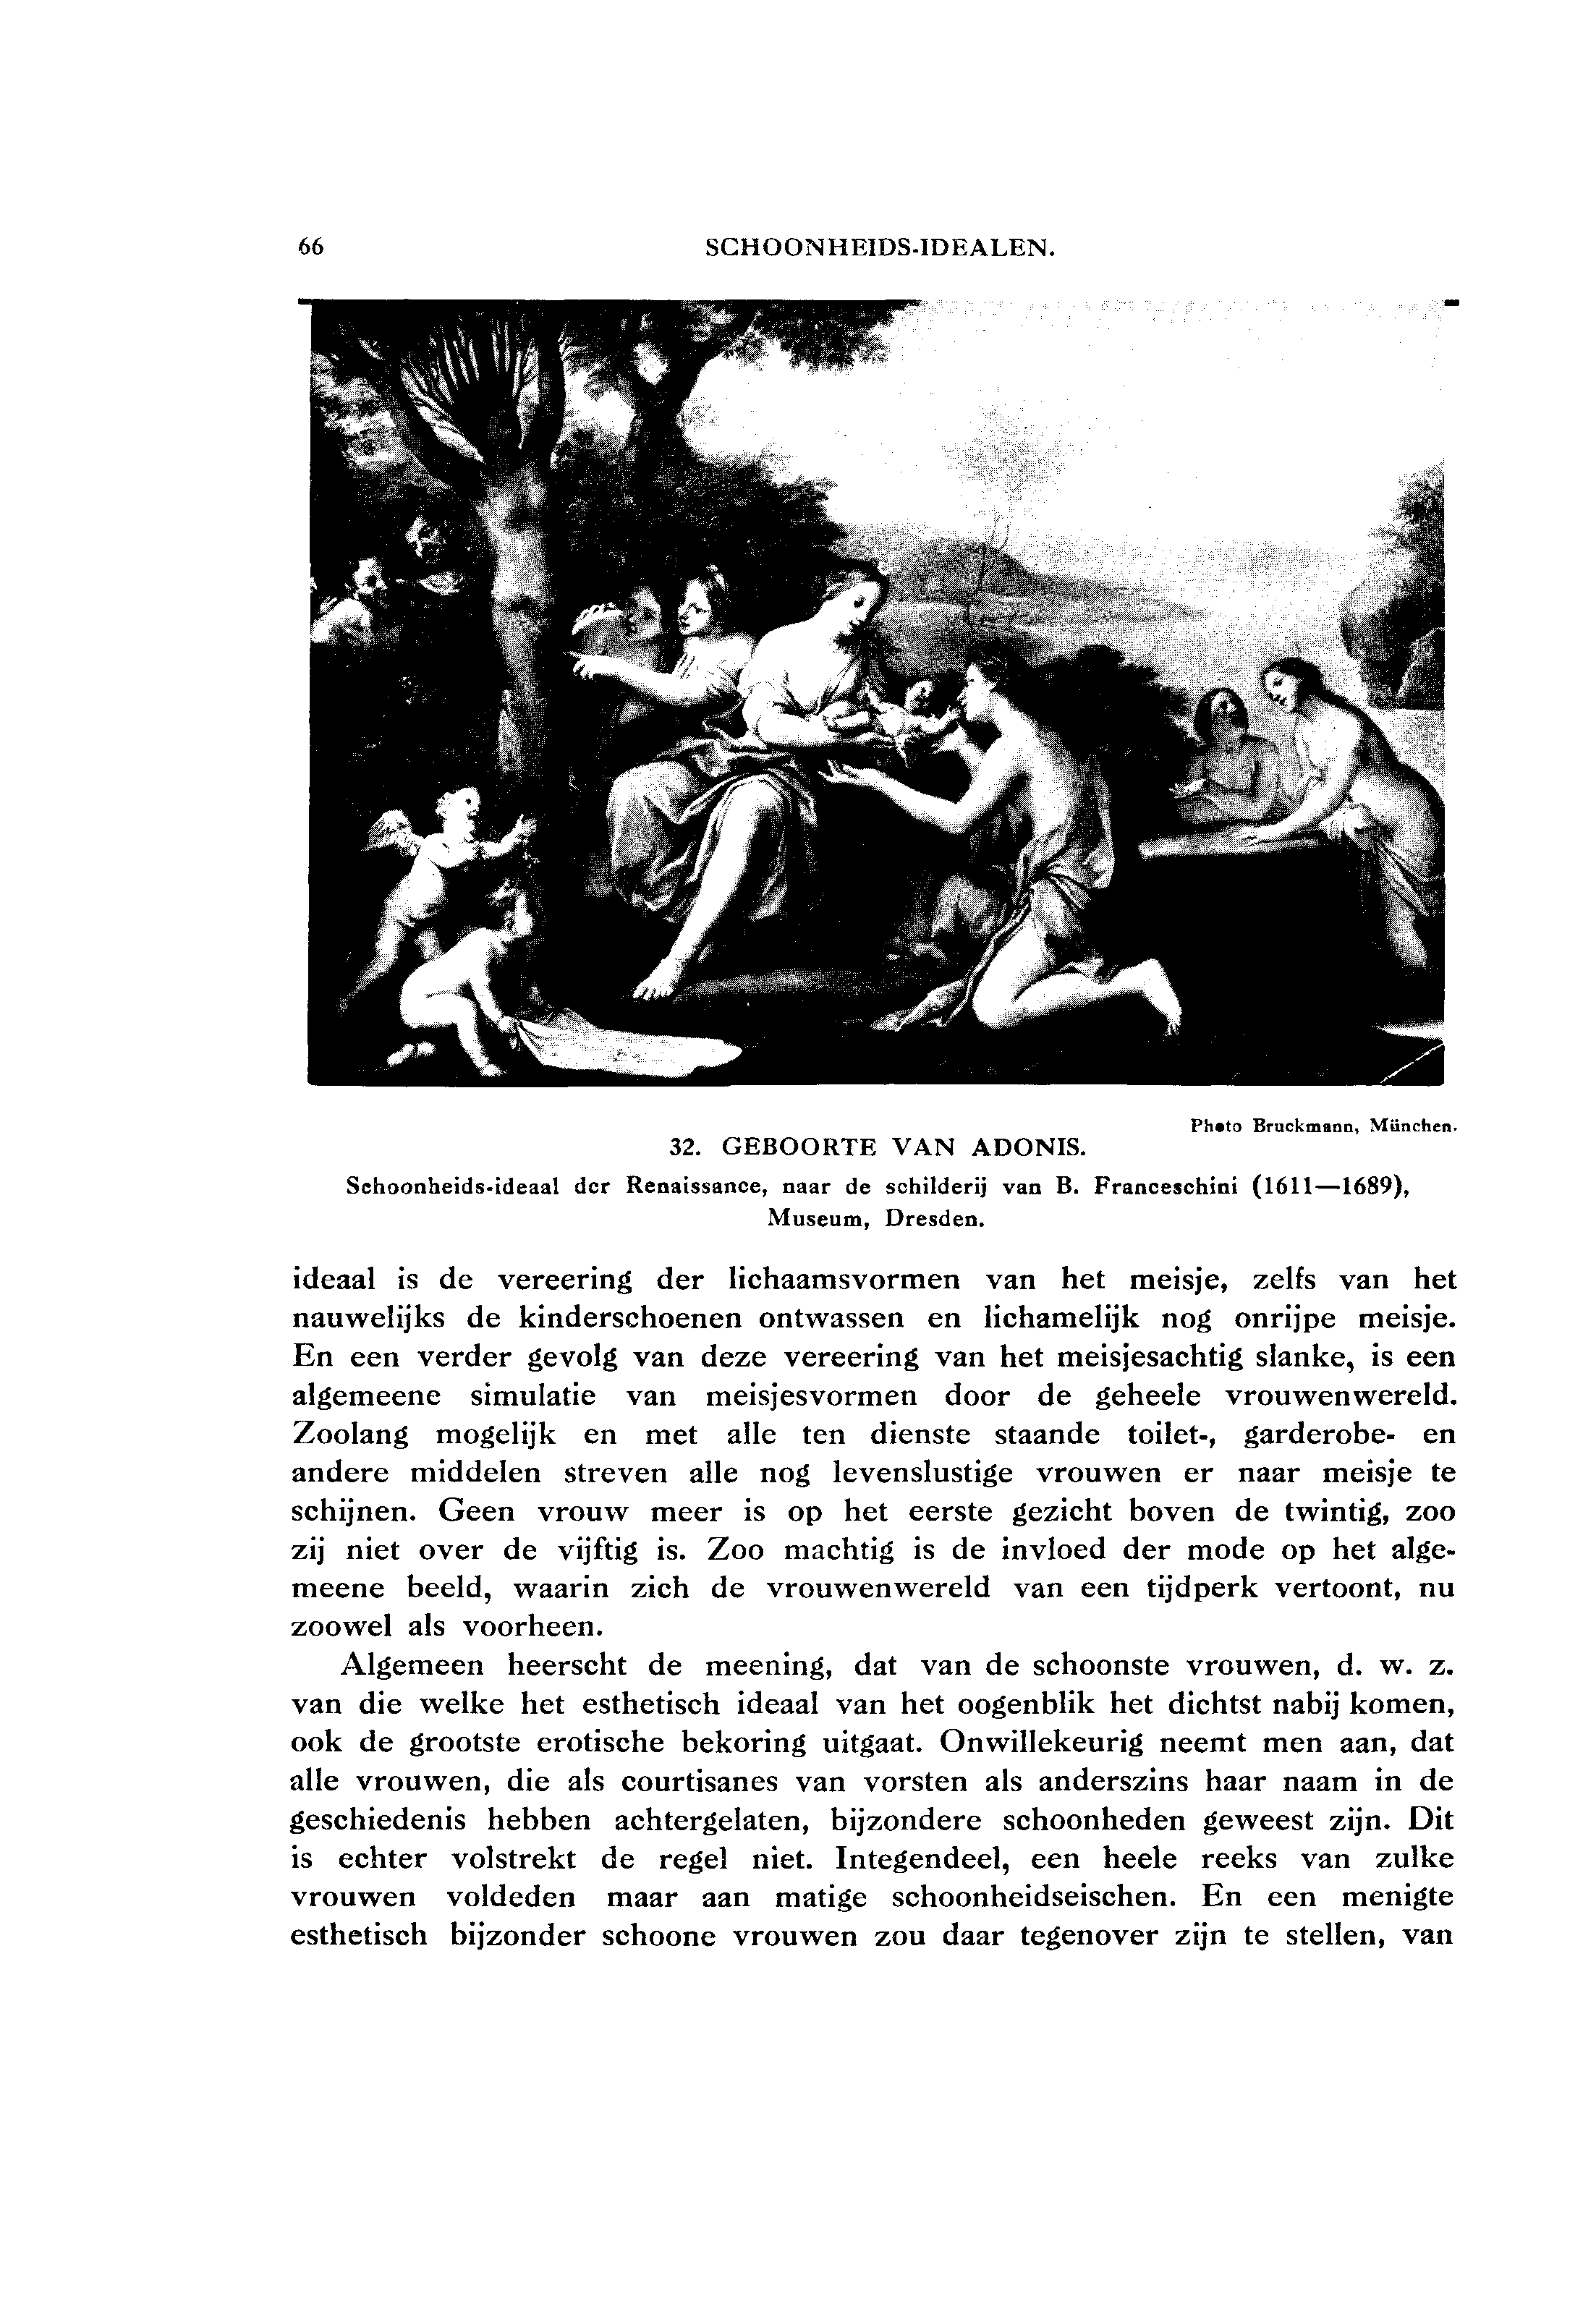 66
SCHOONHEIDS-IDEALEN.
Photo Bruckmann, München.
32. GEBOORTE VAN ADONIS.
Schoonheids-ideaal der Renaissance, naar de schilderij van B. Franceschini (1611—1689),
Museum, Dresden.
ideaal is de vereering der lichaamsvormen van het meisje, zelfs van het
nauwelijks de kinderschoenen ontwassen en lichamelijk nog onrijpe meisje.
En een verder gevolg van deze vereering van het meisjesachtig slanke, is een
algemeene simulatie van meisjesvormen door de geheele vrouwenwereld.
Zoolang mogelijk en met alle ten dienste staande toilet-, garderobe- en
andere middelen streven alle nog levenslustige vrouwen er naar meisje te
schijnen. Geen vrouw meer is op het eerste gezicht boven de twintig, zoo
zij niet over de vijftig is. Zoo machtig is de invloed der mode op het alge-
meene beeld, waarin zich de vrouwenwereld van een tijdperk vertoont, nu
zoowel als voorheen.
Algemeen heerscht de meening, dat van de schoonste vrouwen, d. w. z.
van die welke het esthetisch ideaal van het oogenblik het dichtst nabij komen,
ook de grootste erotische bekoring uitgaat. Onwillekeurig neemt men aan, dat
alle vrouwen, die als courtisanes van vorsten als anderszins haar naam in de
geschiedenis hebben achtergelaten, bijzondere schoonheden geweest zijn. Dit
is echter volstrekt de regel niet. Integendeel, een heele reeks van zulke
vrouwen voldeden maar aan matige schoonheidseischen. En een menigte
esthetisch bijzonder schoone vrouwen zou daar tegenover zijn te stellen, van